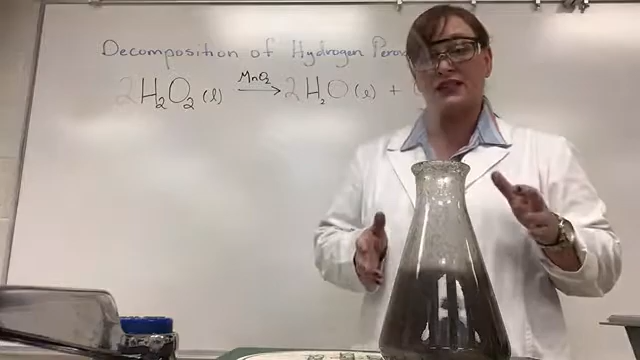 Decomposition of Hydrogen
2H₂O₂ (l) MnO₂ → 2H₂O (l) +